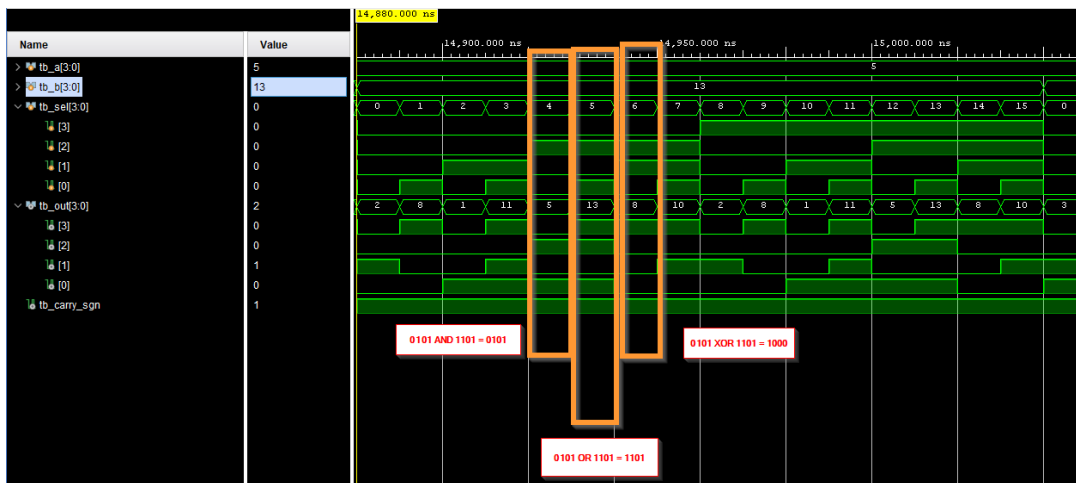 14,880.000 ns
Name Value
14,900.000 ns 14,950.000 ns 15,000.000 ns
tb_a[3:0] 5 5
tb_b[3:0] 13 13
tb_sel[3:0] 0 0 1 2 3 4 5 6 7 8 9 10 11 12 13 14 15 0
[3] 0
[2] 0
[1] 0
[0] 0
tb_out[3:0] 2 2 8 1 11 5 13 8 10 2 8 1 11 5 13 8 10 3
[3] 0
[2] 0
[1] 1
[0] 0
tb_carry_sgn 1
0101 AND 1101 = 0101
0101 XOR 1101 = 1000
0101 OR 1101 = 1101